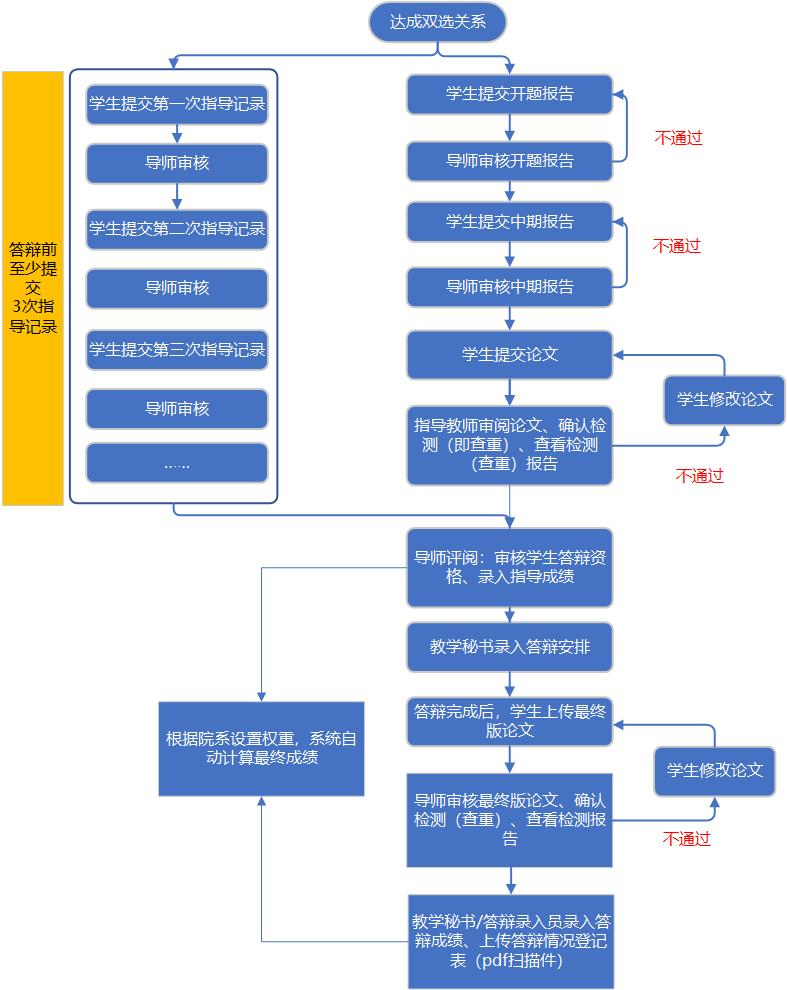 达成双选关系
答辩前
至少提
交
3次指
导记录
学生提交第一次指导记录
导师审核
学生提交第二次指导记录
导师审核
学生提交第三次指导记录
导师审核
……
学生提交开题报告
不通过
导师审核开题报告
学生提交中期报告
不通过
导师审核中期报告
学生提交论文
学生修改论文
指导教师审阅论文、确认检
测（即查重）、查看检测
（查重）报告
不通过
导师评阅：审核学生答辩资
格、录入指导成绩
教学秘书录入答辩安排
答辩完成后，学生上传最终
版论文
根据院系设置权重，系统自
动计算最终成绩
学生修改论文
导师审核最终版论文、确认
检测（查重）、查看检测报
告
不通过
教学秘书/答辩录入员录入答
辩成绩、上传答辩情况登记
表（pdf扫描件）